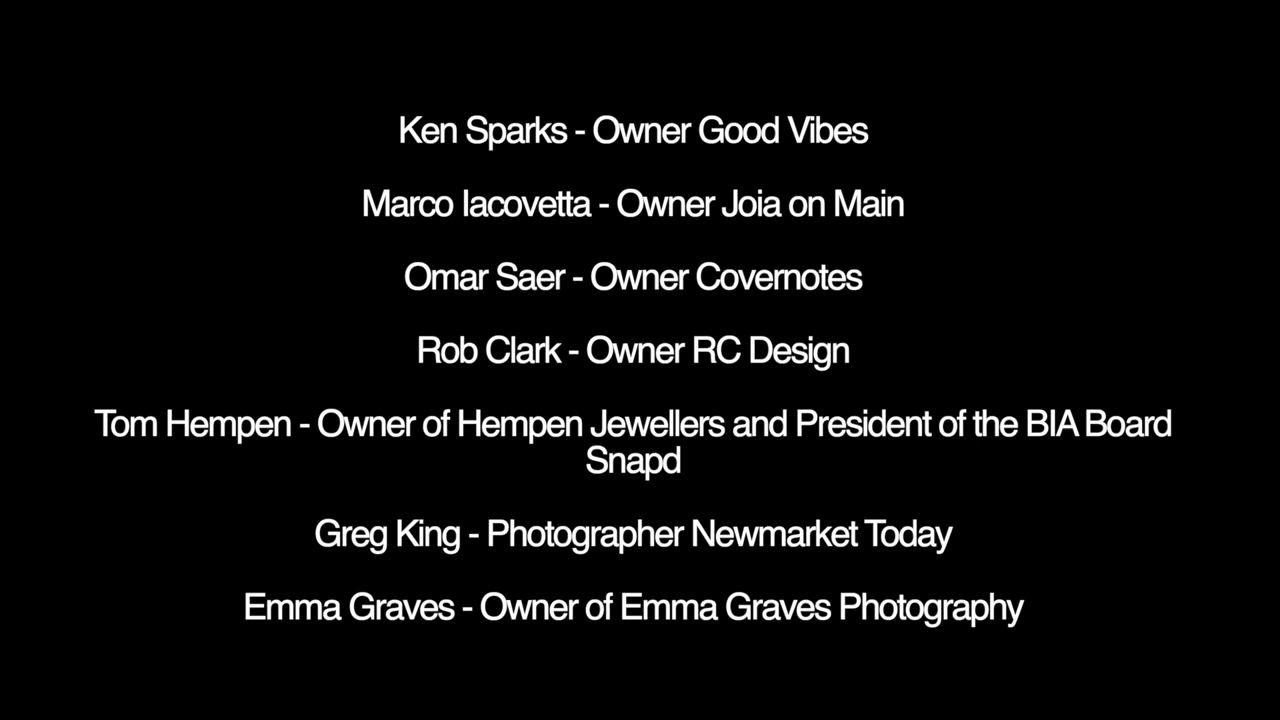 Ken Sparks - Owner Good Vibes
Marco Iacovetta - Owner Joia on Main
Omar Saer - Owner Covernotes
Rob Clark - Owner RC Design
Tom Hempen - Owner of Hempen Jewellers and President of the BIA Board
Snapd
Greg King - Photographer Newmarket Today
Emma Graves - Owner of Emma Graves Photography